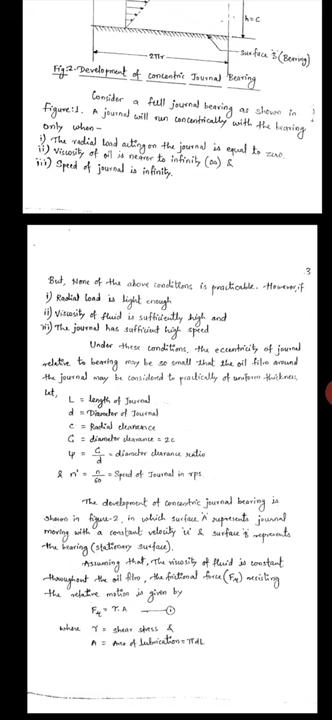 h=c
surface 'B' (Bearing)
2πr
Fig:2-Development of concentric Journal Bearing
Consider a full journal bearing as shown in
Figure:1. A journal will run concentrically with the bearing
only when-
i) The radial load acting on the journal is equal to zero.
ii) Viscosity of oil is nearer to infinity (∞) &
iii) Speed of journal is infinity.
3
But, None of the above conditions is practicable. However, if
i) Radial load is light enough
ii) Viscosity of fluid is sufficiently high and
iii) The journal has sufficient high speed
Under these conditions, the eccentricity of journal
relative to bearing may be so small that the oil film around
the journal may be considered to practically of uniform thickness.
Let,
L = length of Journal
d = Diameter of Journal
c = Radial clearance
C = diameter clearance = 2c
ψ = C/d = diameter clearance ratio
& n' = n/60 = Speed of Journal in rps.
The development of concentric journal bearing is
shown in figure-2, in which surface 'A' represents journal
moving with a constant velocity 'U' & surface 'B' represents
the bearing (stationary surface).
Assuming that, The viscosity of fluid is constant
throughout the oil film, the frictional force (F) resisting
the relative motion is given by
F = τ.A —①
where τ = shear stress &
A = Area of lubrication = πdL